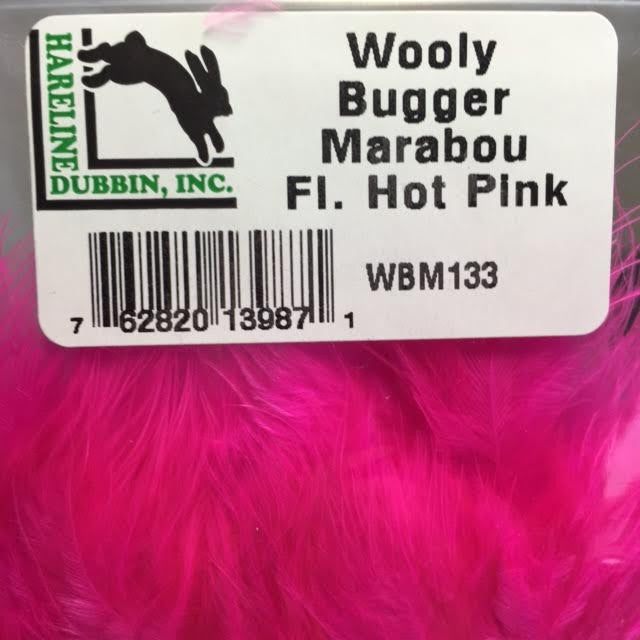 HARELINE
DUBBIN, INC.
Wooly
Bugger
Marabou
Fl. Hot Pink
WBM133
7 62820 13987 1